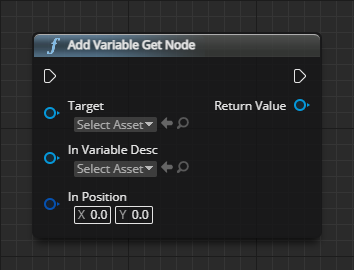 f Add Variable Get Node
Target Return Value
Select Asset
In Variable Desc
Select Asset
In Position
X 0.0 Y 0.0